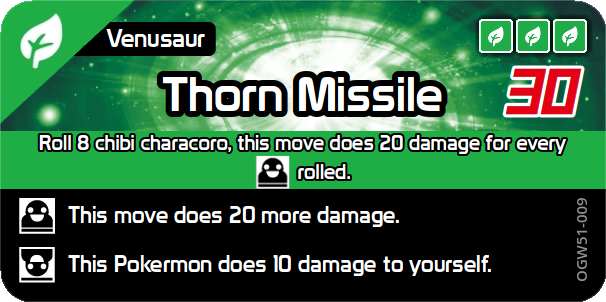 Venusaur
Thorn Missile
30
Roll 8 chibi characoro, this move does 20 damage for every
rolled.
This move does 20 more damage.
This Pokermon does 10 damage to yourself.
OGW51-009